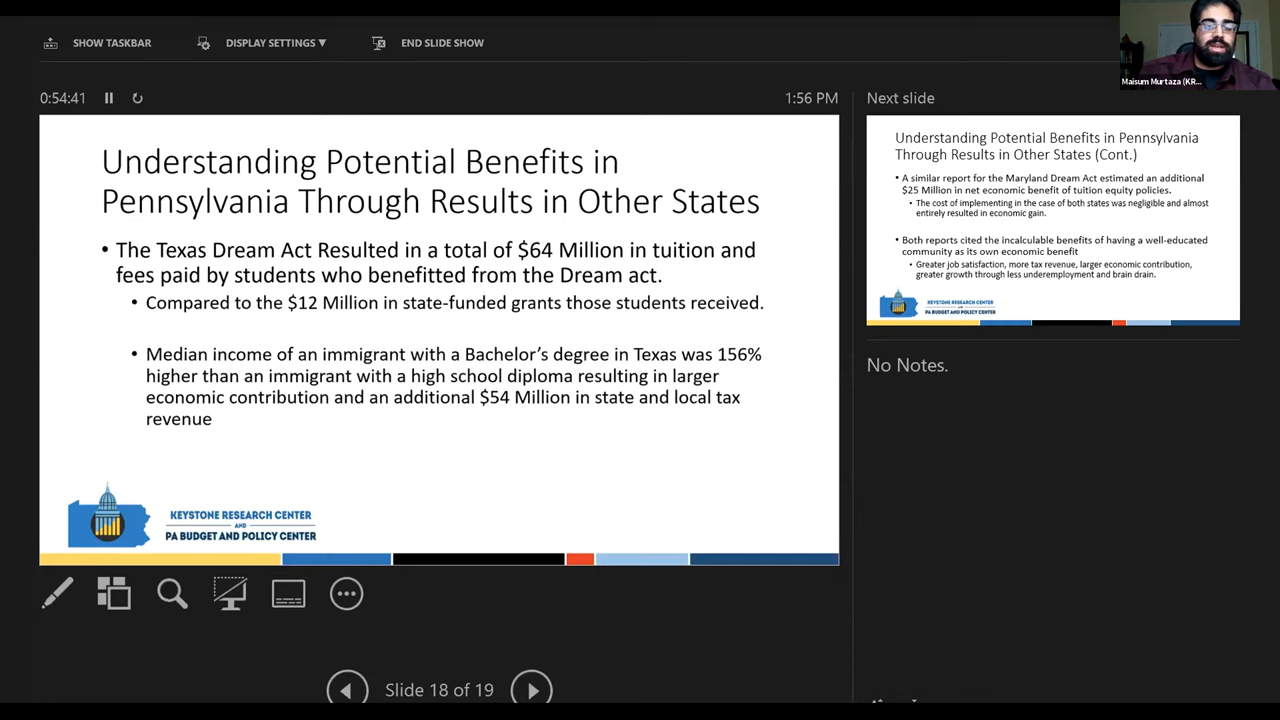 SHOW TASKBAR
DISPLAY SETTINGS ▼
END SLIDE SHOW
Maisum Murtaza (KR...
0:54:41
1:56 PM
Understanding Potential Benefits in
Pennsylvania Through Results in Other States
• The Texas Dream Act Resulted in a total of $64 Million in tuition and
fees paid by students who benefitted from the Dream act.
• Compared to the $12 Million in state-funded grants those students received.
• Median income of an immigrant with a Bachelor's degree in Texas was 156%
higher than an immigrant with a high school diploma resulting in larger
economic contribution and an additional $54 Million in state and local tax
revenue
KEYSTONE RESEARCH CENTER
AND
PA BUDGET AND POLICY CENTER
Slide 18 of 19
Next slide
Understanding Potential Benefits in Pennsylvania
Through Results in Other States (Cont.)
• A similar report for the Maryland Dream Act estimated an additional
$25 Million in net economic benefit of tuition equity policies.
• The cost of implementing in the case of both states was negligible and almost
entirely resulted in economic gain.
• Both reports cited the incalculable benefits of having a well-educated
community as its own economic benefit
• Greater job satisfaction, more tax revenue, larger economic contribution,
greater growth through less underemployment and brain drain.
KEYSTONE RESEARCH CENTER
AND
PA BUDGET AND POLICY CENTER
No Notes.